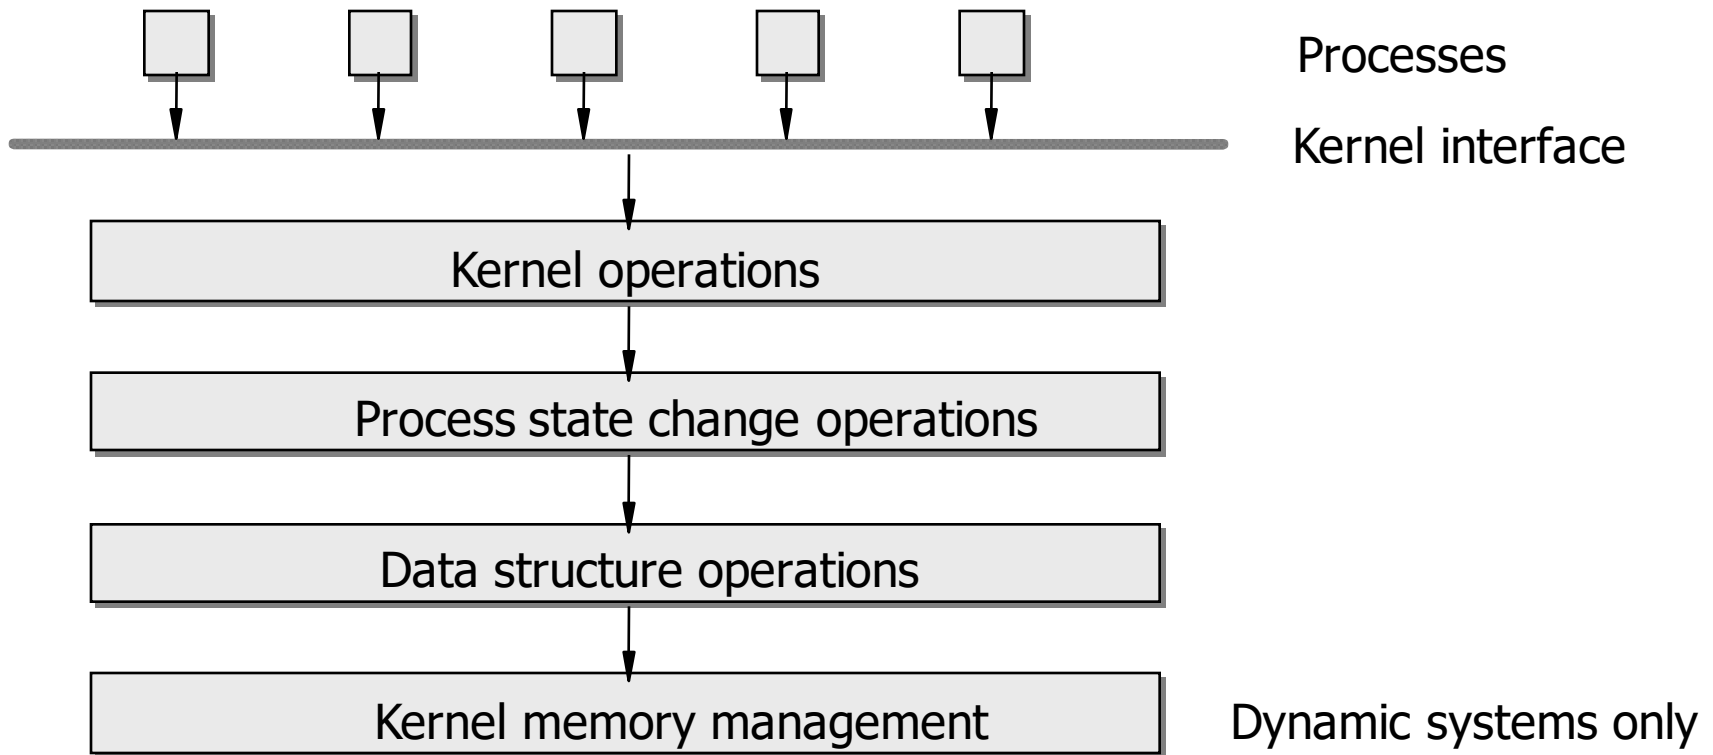 Processes
Kernel interface
Kernel operations
Process state change operations
Data structure operations
Kernel memory management
Dynamic systems only